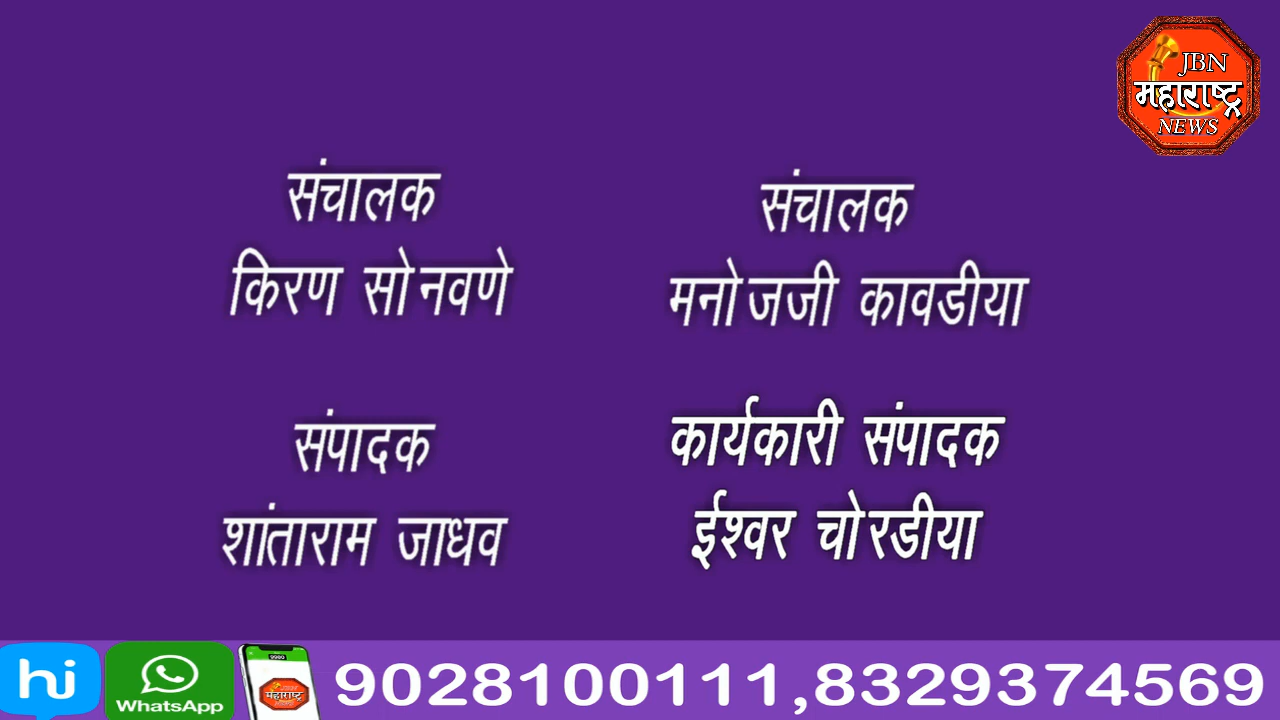 JBN
महाराष्ट्र
NEWS
संचालक
किरण सोनवणे
संचालक
मनोजजी कावडीया
संपादक
शांताराम जाधव
कार्यकारी संपादक
ईश्वर चोरडीया
hi
WhatsApp
महाराष्ट्र
9028100111,8329374569